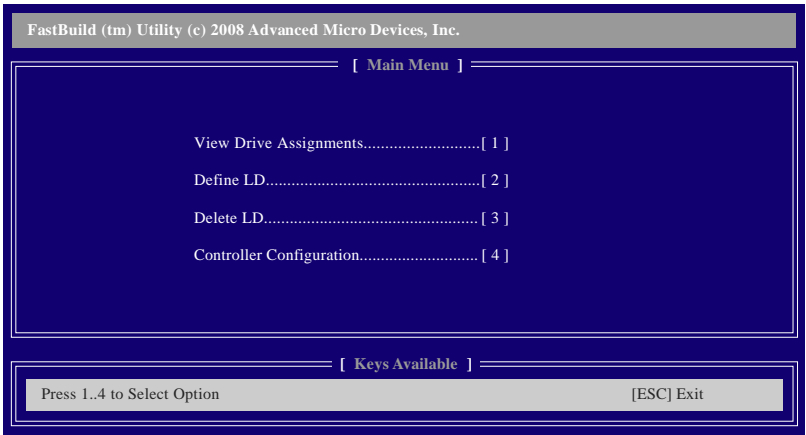 FastBuild (tm) Utility (c) 2008 Advanced Micro Devices, Inc.
[ Main Menu ]
View Drive Assignments...........................[ 1 ]
Define LD..................................................[ 2 ]
Delete LD.................................................. [ 3 ]
Controller Configuration............................ [ 4 ]
[ Keys Available ]
Press 1..4 to Select Option [ESC] Exit